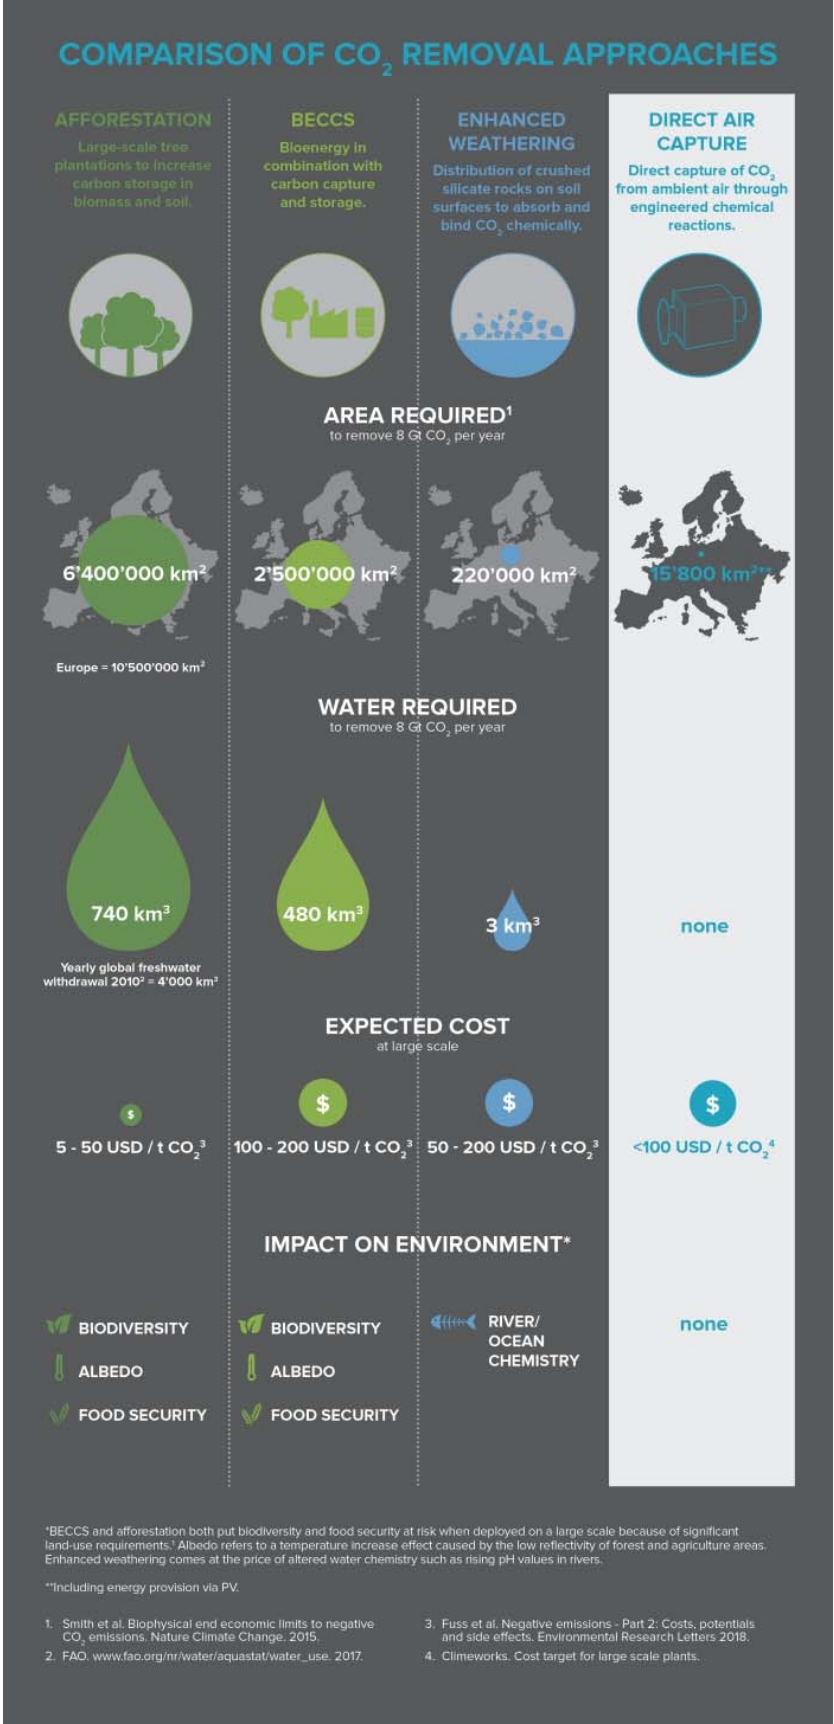 COMPARISON OF CO₂ REMOVAL APPROACHES
AFFORESTATION
Large-scale tree
plantations to increase
carbon storage in
biomass and soil.
BECCS
Bioenergy in
combination with
carbon capture
and storage.
ENHANCED
WEATHERING
Distribution of crushed
silicate rocks on soil
surfaces to absorb and
bind CO₂ chemically.
DIRECT AIR
CAPTURE
Direct capture of CO₂
from ambient air through
engineered chemical
reactions.
AREA REQUIRED¹
to remove 8 Gt CO₂ per year
6'400'000 km²
2'500'000 km²
220'000 km²
15'800 km²**
Europe = 10'500'000 km²
WATER REQUIRED
to remove 8 Gt CO₂ per year
740 km³
480 km³
3 km³
none
Yearly global freshwater
withdrawal 2010² = 4'000 km³
EXPECTED COST
at large scale
$
$
$
$
5 - 50 USD / t CO₂³
100 - 200 USD / t CO₂³
50 - 200 USD / t CO₂³
<100 USD / t CO₂⁴
IMPACT ON ENVIRONMENT*
BIODIVERSITY
ALBEDO
FOOD SECURITY
BIODIVERSITY
ALBEDO
FOOD SECURITY
RIVER/
OCEAN
CHEMISTRY
none
*BECCS and afforestation both put biodiversity and food security at risk when deployed on a large scale because of significant
land-use requirements.¹ Albedo refers to a temperature increase effect caused by the low reflectivity of forest and agriculture areas.
Enhanced weathering comes at the price of altered water chemistry such as rising pH values in rivers.
**Including energy provision via PV.
1. Smith et al. Biophysical end economic limits to negative
CO₂ emissions. Nature Climate Change. 2015.
2. FAO. www.fao.org/nr/water/aquastat/water_use. 2017.
3. Fuss et al. Negative emissions - Part 2: Costs, potentials
and side effects. Environmental Research Letters 2018.
4. Climeworks. Cost target for large scale plants.